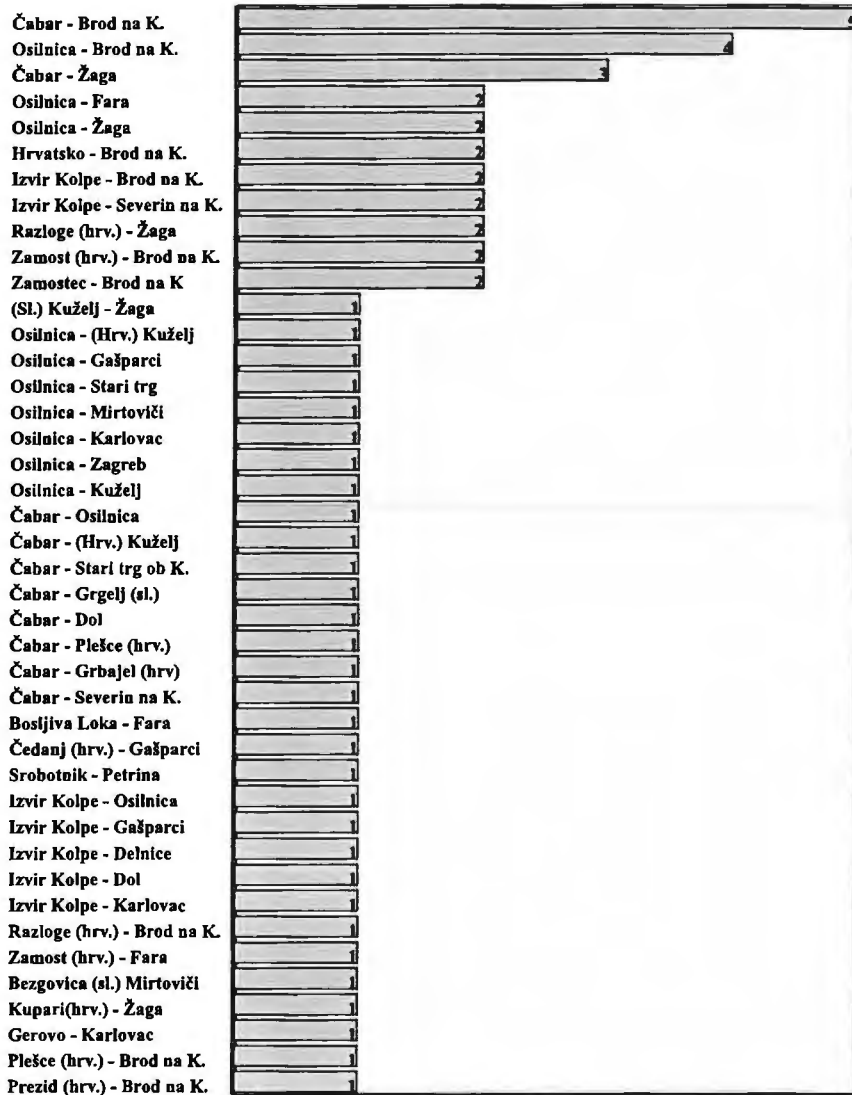 Čabar - Brod na K.
Osilnica - Brod na K. 4
Čabar - Žaga 3
Osilnica - Fara 2
Osilnica - Žaga 2
Hrvatsko - Brod na K. 2
Izvir Kolpe - Brod na K. 2
Izvir Kolpe - Severin na K. 2
Razloge (hrv.) - Žaga 2
Zamost (hrv.) - Brod na K. 2
Zamostec - Brod na K 2
(Sl.) Kuželj - Žaga 1
Osilnica - (Hrv.) Kuželj 1
Osilnica - Gašparci 1
Osilnica - Stari trg 1
Osilnica - Mirtoviči 1
Osilnica - Karlovac 1
Osilnica - Zagreb 1
Osilnica - Kuželj 1
Čabar - Osilnica 1
Čabar - (Hrv.) Kuželj 1
Čabar - Stari trg ob K. 1
Čabar - Grgelj (sl.) 1
Čabar - Dol 1
Čabar - Plešce (hrv.) 1
Čabar - Grbajel (hrv) 1
Čabar - Severin na K. 1
Bosljiva Loka - Fara 1
Čedanj (hrv.) - Gašparci 1
Srobotnik - Petrina 1
Izvir Kolpe - Osilnica 1
Izvir Kolpe - Gašparci 1
Izvir Kolpe - Delnice 1
Izvir Kolpe - Dol 1
Izvir Kolpe - Karlovac 1
Razloge (hrv.) - Brod na K. 1
Zamost (hrv.) - Fara 1
Bezgovica (sl.) Mirtoviči 1
Kupari(hrv.) - Žaga 1
Gerovo - Karlovac 1
Plešce (hrv.) - Brod na K. 1
Prezid (hrv.) - Brod na K. 1